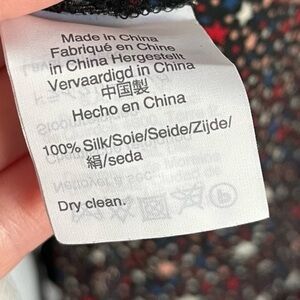 Made in China
Fabriqué en Chine
in China Hergestellt
Vervaardigd in China
中国製
Hecho en China
100% Silk/Soie/Seide/Zijde/
絹/seda
Dry clean.